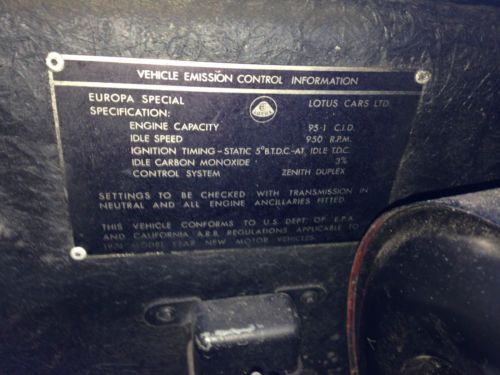 VEHICLE EMISSION CONTROL INFORMATION
EUROPA SPECIAL LOTUS CARS LTD.
SPECIFICATION:
ENGINE CAPACITY 95·1 C.I.D.
IDLE SPEED 950 R.P.M.
IGNITION TIMING – STATIC 5° B.T.D.C.–AT IDLE T.D.C.
IDLE CARBON MONOXIDE 3%
CONTROL SYSTEM ZENITH DUPLEX
SETTINGS TO BE CHECKED WITH TRANSMISSION IN
NEUTRAL AND ALL ENGINE ANCILLARIES FITTED.
THIS VEHICLE CONFORMS TO U.S. DEPT. OF E.P.A.
AND CALIFORNIA A.R.B. REGULATIONS APPLICABLE TO
1974 MODEL YEAR NEW MOTOR VEHICLES.